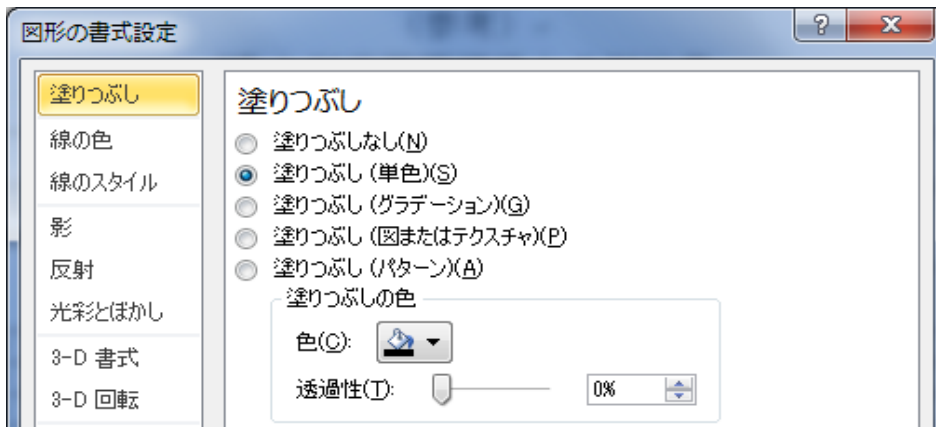 図形の書式設定
塗りつぶし
線の色
線のスタイル
影
反射
光彩とぼかし
3-D 書式
3-D 回転
塗りつぶし
塗りつぶしなし(N)
塗りつぶし (単色)(S)
塗りつぶし (グラデーション)(G)
塗りつぶし (図またはテクスチャ)(P)
塗りつぶし (パターン)(A)
塗りつぶしの色
色(C):
透過性(T): 0%